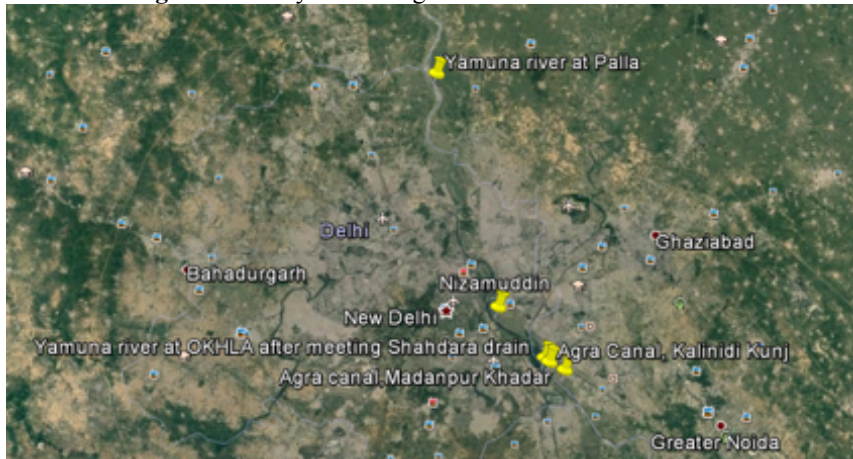 Yamuna river at Palla
Delhi
Ghaziabad
Bahadurgarh
Nizamuddin
New Delhi
Yamuna river at OKHLA after meeting Shahdara drain
Agra Canal, Kalinidi Kunj
Agra canal,Madanpur Khadar
Greater Noida